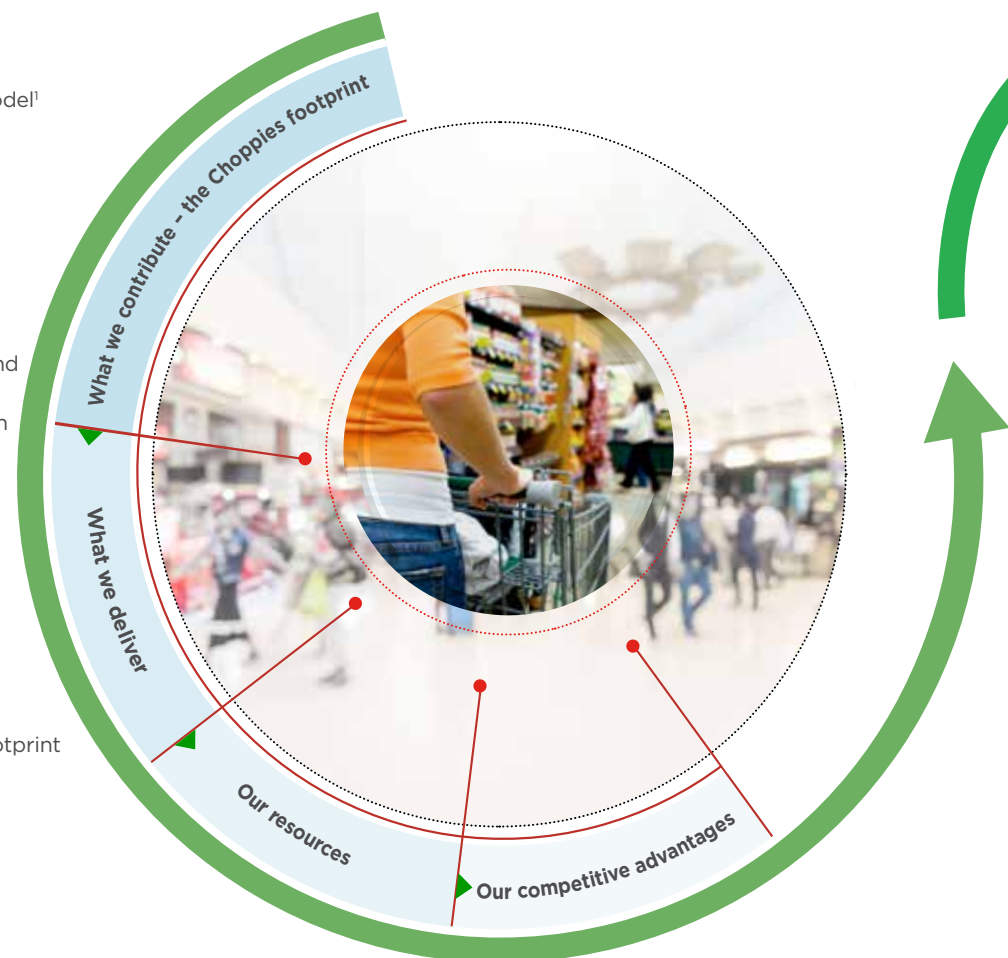 odel¹
nd
n
otprint
What we contribute – the Choppies footprint
What we deliver
Our resources
Our competitive advantages